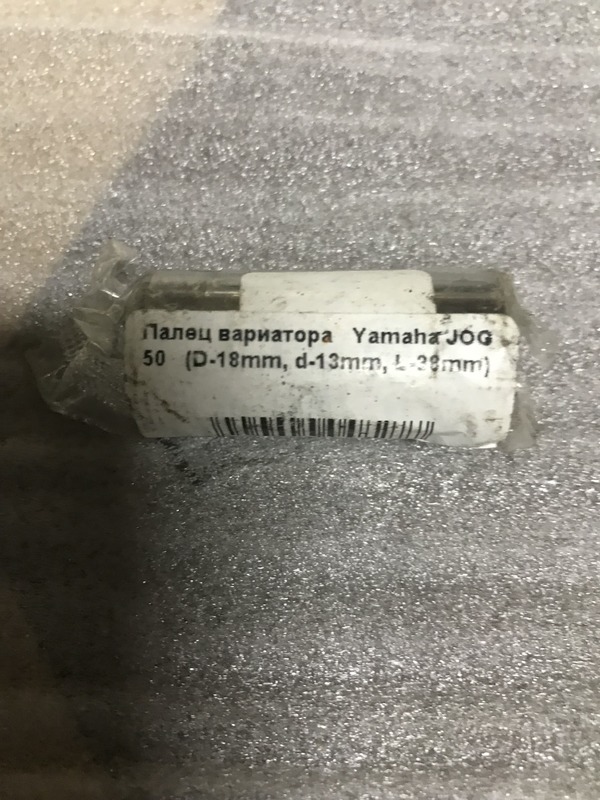 Палец вариатора Yamaha JOG
50 (D-18mm, d-13mm, L-38mm)